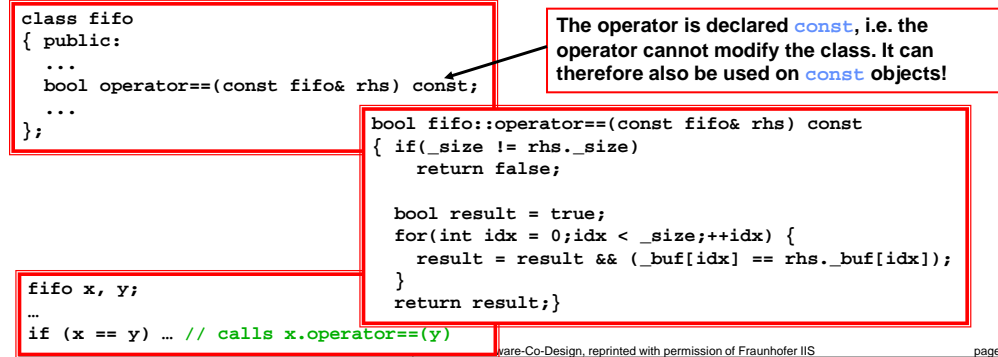 class fifo
{ public:
...
bool operator==(const fifo& rhs) const;
...
};
The operator is declared const, i.e. the
operator cannot modify the class. It can
therefore also be used on const objects!
bool fifo::operator==(const fifo& rhs) const
{ if(_size != rhs._size)
return false;
bool result = true;
for(int idx = 0;idx < _size;++idx) {
result = result && (_buf[idx] == rhs._buf[idx]);
}
return result;}
fifo x, y;
…
if (x == y) … // calls x.operator==(y)
ware-Co-Design, reprinted with permission of Fraunhofer IIS
page